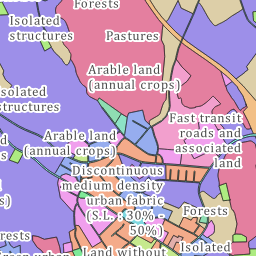 Forests
Isolated
structures
Pastures
Arable land
(annual crops)
Isolated
structures
Fast transit
roads and
associated
land
Arable land
(annual crops)
Discontinuous
medium density
urban fabric
(S.L. : 30% -
50%)
Forests
Isolated
Land without